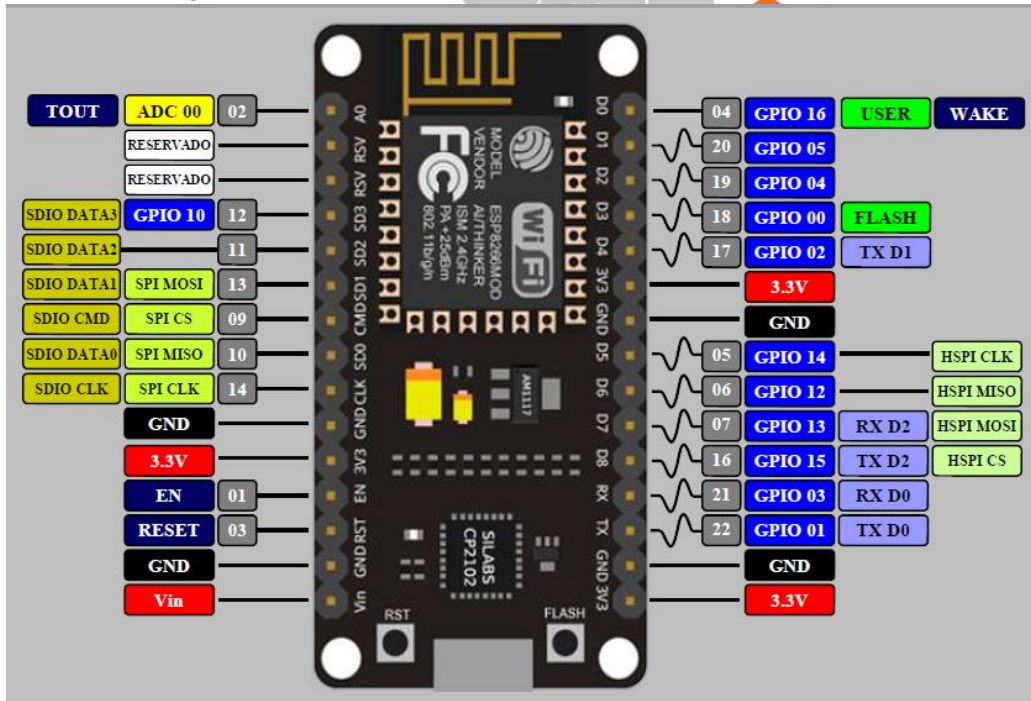 TOUT ADC 00 02 A0
RESERVADO RSV
RESERVADO RSV
SDIO DATA3 GPIO 10 12 SD3
SDIO DATA2 11 SD2
SDIO DATA1 SPI MOSI 13 SD1
SDIO CMD SPI CS 09 CMD
SDIO DATA0 SPI MISO 10 SD0
SDIO CLK SPI CLK 14 CLK
GND GND
3.3V 3V3
EN 01 EN
RESET 03 RST
GND GND
Vin Vin
MODEL ESP8266MOD
VENDOR AI/THINKER
ISM 2.4GHz
PA +25dBm
802.11b/g/n
FC
Wi Fi
AM1117
SILABS
CP2102
RST
FLASH
D0 04 GPIO 16 USER WAKE
D1 20 GPIO 05
D2 19 GPIO 04
D3 18 GPIO 00 FLASH
D4 17 GPIO 02 TX D1
3V3 3.3V
GND GND
D5 05 GPIO 14 HSPI CLK
D6 06 GPIO 12 HSPI MISO
D7 07 GPIO 13 RX D2 HSPI MOSI
D8 16 GPIO 15 TX D2 HSPI CS
RX 21 GPIO 03 RX D0
TX 22 GPIO 01 TX D0
GND GND
3V3 3.3V